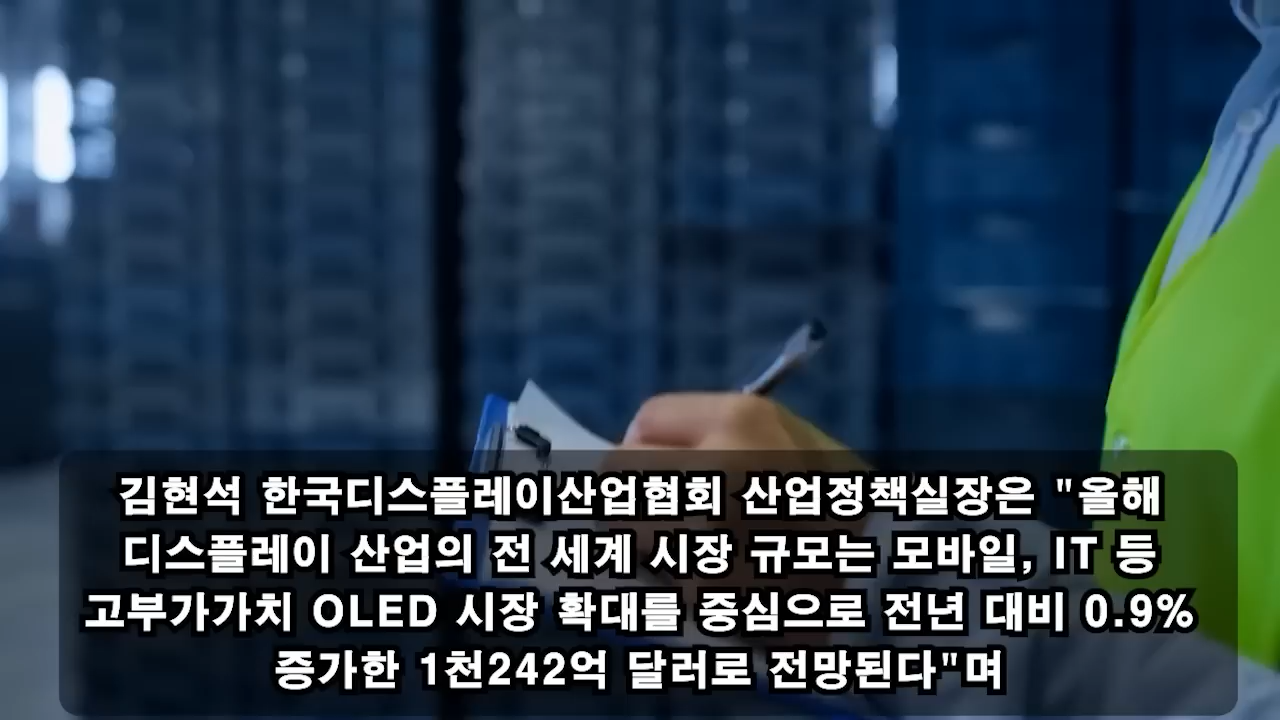 김현석 한국디스플레이산업협회 산업정책실장은 "올해
디스플레이 산업의 전 세계 시장 규모는 모바일, IT 등
고부가가치 OLED 시장 확대를 중심으로 전년 대비 0.9%
증가한 1천242억 달러로 전망된다"며